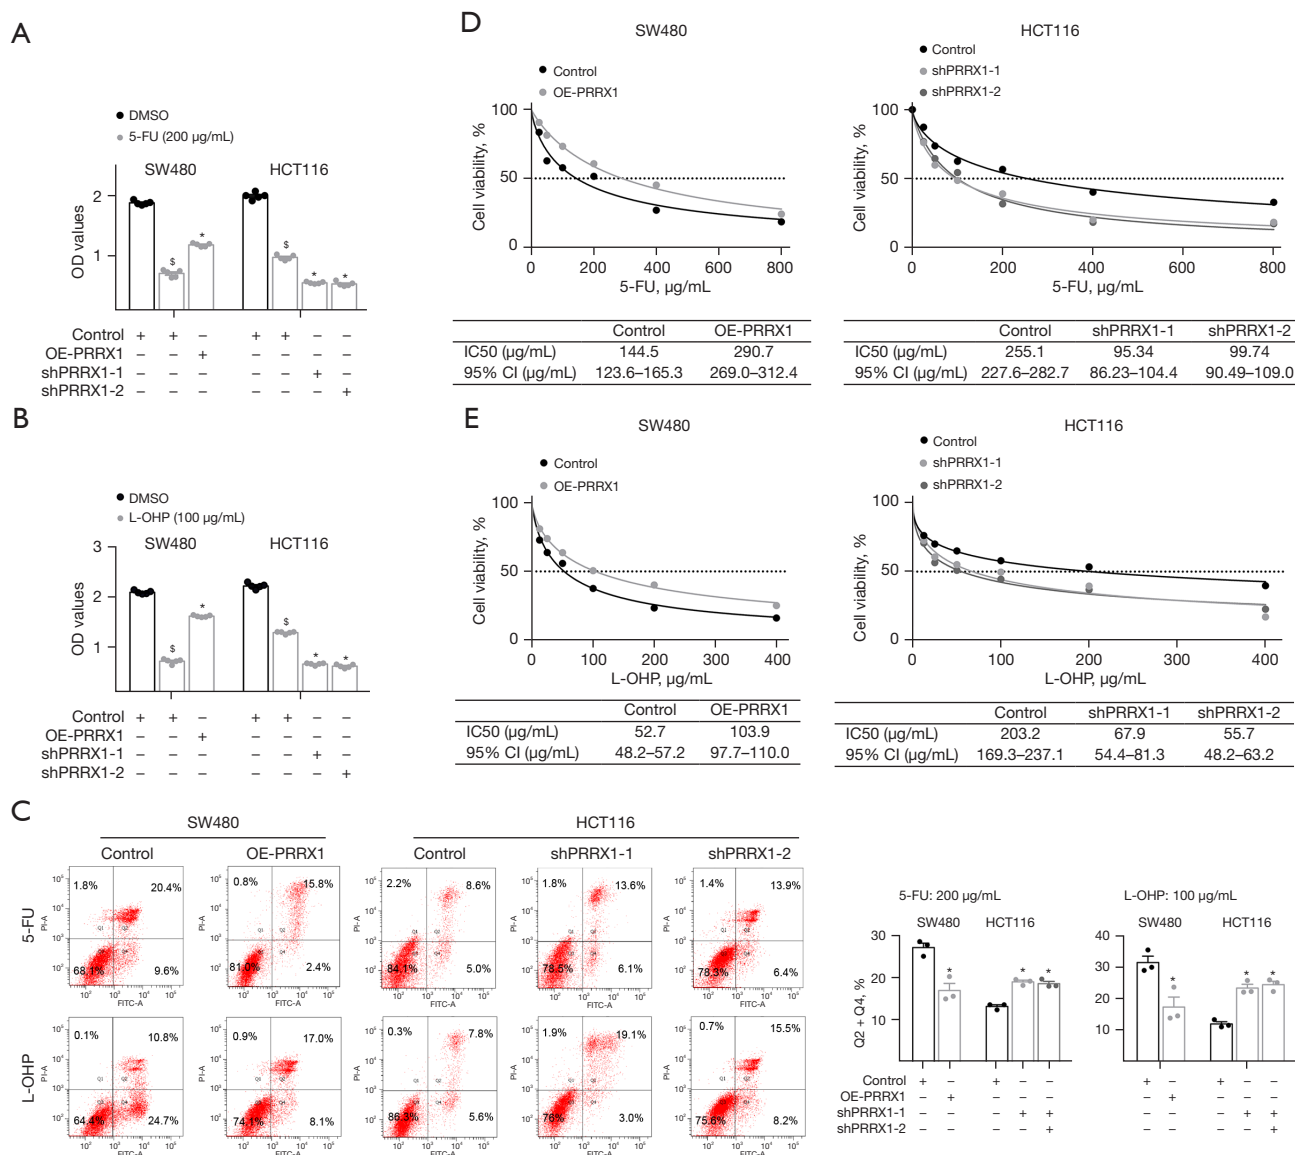 A
DMSO
5-FU (200 µg/mL)
SW480 HCT116
OD values
2
1
$ * $ * *
Control + + – + + – –
OE-PRRX1 – – + – – – –
shPRRX1-1 – – – – – + –
shPRRX1-2 – – – – – – +
B
DMSO
L-OHP (100 µg/mL)
SW480 HCT116
OD values
3
2
1
$ * $ * *
Control + + – + + – –
OE-PRRX1 – – + – – – –
shPRRX1-1 – – – – – + –
shPRRX1-2 – – – – – – +
D
SW480
Control
OE-PRRX1
Cell viability, %
100
50
0
0 200 400 600 800
5-FU, µg/mL
Control OE-PRRX1
IC50 (µg/mL) 144.5 290.7
95% CI (µg/mL) 123.6–165.3 269.0–312.4
HCT116
Control
shPRRX1-1
shPRRX1-2
Cell viability, %
100
50
0
0 200 400 600 800
5-FU, µg/mL
Control shPRRX1-1 shPRRX1-2
IC50 (µg/mL) 255.1 95.34 99.74
95% CI (µg/mL) 227.6–282.7 86.23–104.4 90.49–109.0
E
SW480
Control
OE-PRRX1
Cell viability, %
100
50
0
0 100 200 300 400
L-OHP, µg/mL
Control OE-PRRX1
IC50 (µg/mL) 52.7 103.9
95% CI (µg/mL) 48.2–57.2 97.7–110.0
HCT116
Control
shPRRX1-1
shPRRX1-2
Cell viability, %
100
50
0
0 100 200 300 400
L-OHP, µg/mL
Control shPRRX1-1 shPRRX1-2
IC50 (µg/mL) 203.2 67.9 55.7
95% CI (µg/mL) 169.3–237.1 54.4–81.3 48.2–63.2
C
SW480 HCT116
Control OE-PRRX1 Control shPRRX1-1 shPRRX1-2
5-FU
1.8% 20.4% 0.8% 15.8% 2.2% 8.6% 1.8% 13.6% 1.4% 13.9%
68.1% 9.6% 81.0% 2.4% 84.1% 5.0% 78.5% 6.1% 78.3% 6.4%
FITC-A FITC-A FITC-A FITC-A FITC-A
L-OHP
0.1% 10.8% 0.9% 17.0% 0.3% 7.8% 1.9% 19.1% 0.7% 15.5%
64.4% 24.7% 74.1% 8.1% 86.3% 5.6% 76% 3.0% 75.6% 8.2%
FITC-A FITC-A FITC-A FITC-A FITC-A
5-FU: 200 µg/mL
SW480 HCT116
Q2 + Q4, %
30
20
10
* * *
L-OHP: 100 µg/mL
SW480 HCT116
40
30
20
10
* * *
Control + – + – – + – + – –
OE-PRRX1 – + – – – – + – – –
shPRRX1-1 – – – + + – – – + +
shPRRX1-2 – – – – + – – – – +